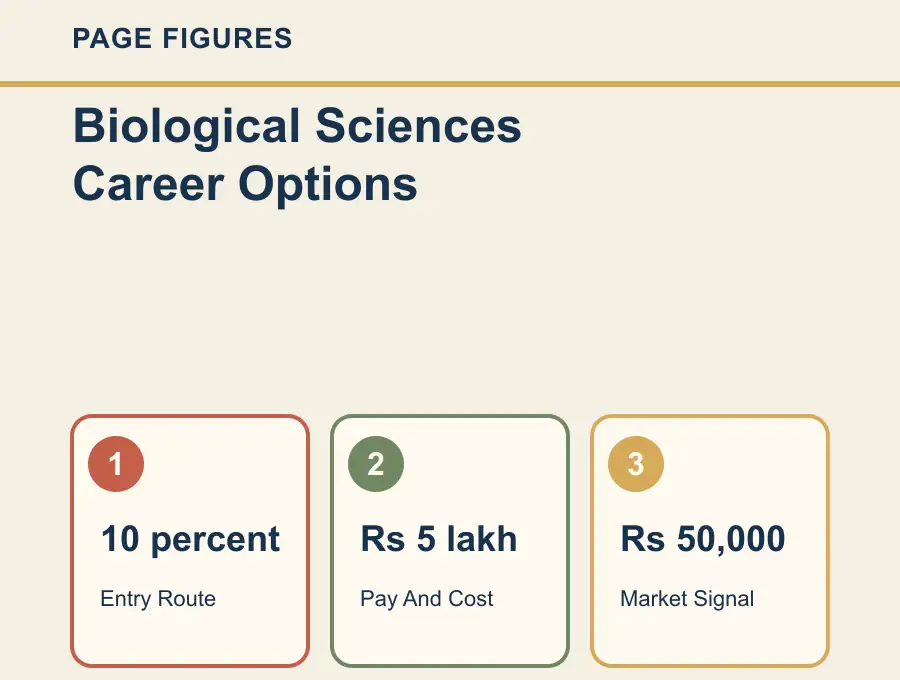 PAGE FIGURES
Biological Sciences
Career Options
1
10 percent
Entry Route
2
Rs 5 lakh
Pay And Cost
3
Rs 50,000
Market Signal